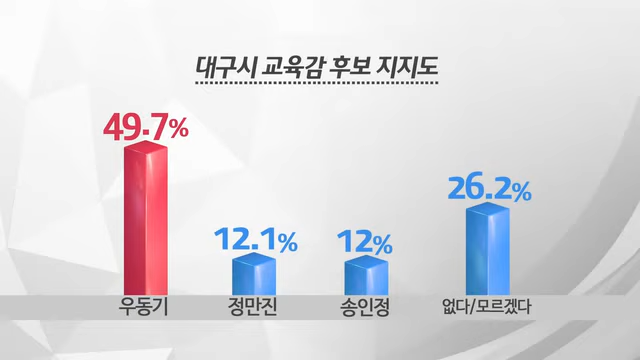 대구시 교육감 후보 지지도
49.7%
12.1%
12%
26.2%
우동기
정만진
송인정
없다/모르겠다